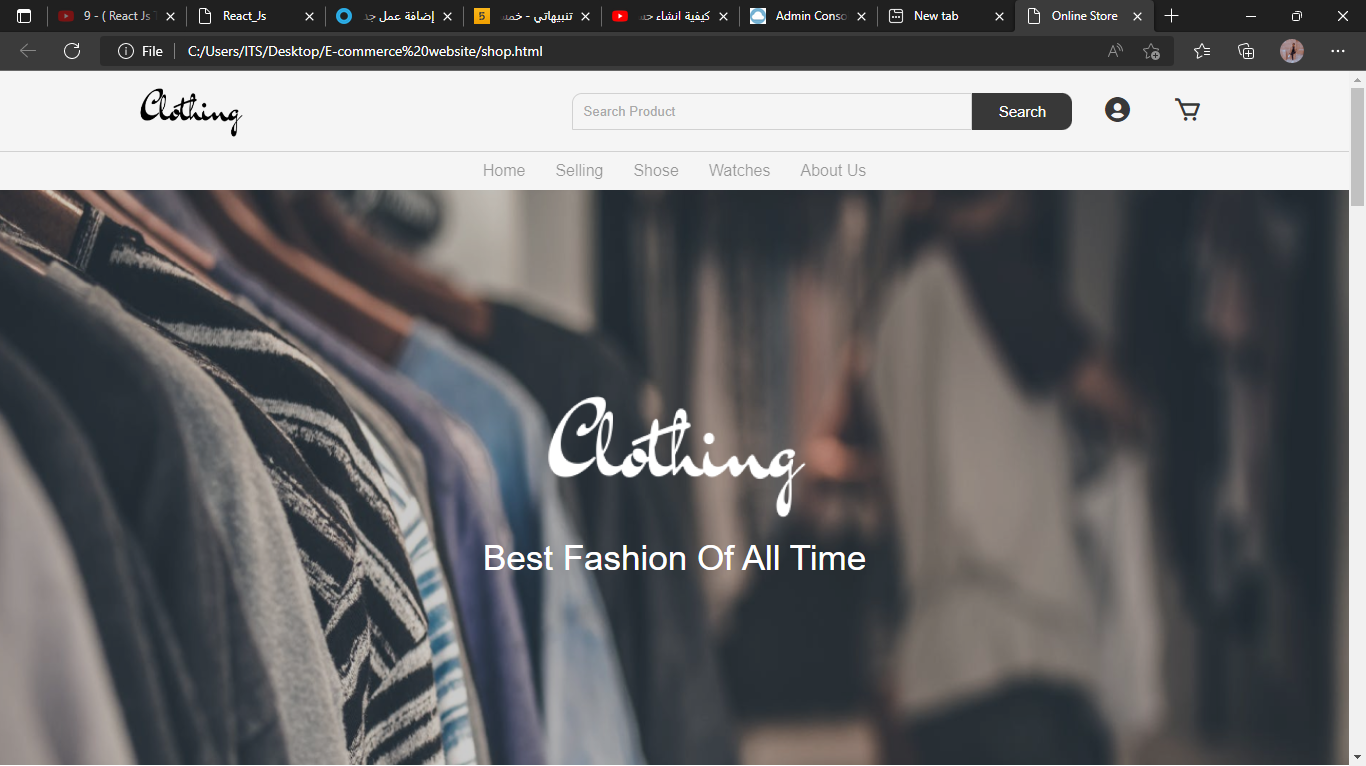 9 - ( React Js
React_Js
إضافة عمل جد
5 تنبيهاتي - خمس
كيفية انشاء حس
Admin Conso
New tab
Online Store
File C:/Users/ITS/Desktop/E-commerce%20website/shop.html
Clothing
Search Product
Search
Home Selling Shose Watches About Us
Clothing
Best Fashion Of All Time